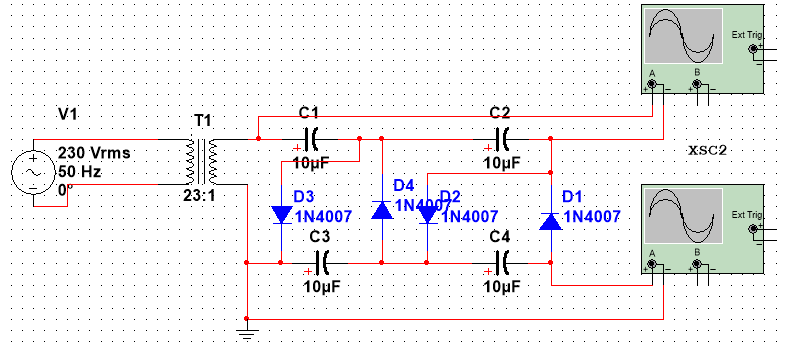 Ext Trig
+
−
A
B
+ − + −
V1
T1
C1
C2
+
230 Vrms
50 Hz
0°
+
10µF
+
10µF
XSC2
23:1
D3
1N4007
D4
1N4007
D2
1N4007
D1
1N4007
Ext Trig
+
−
C3
C4
A
B
+ − + −
+
10µF
+
10µF